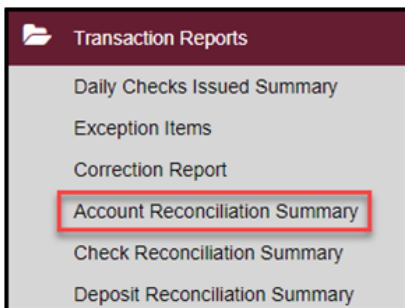 Transaction Reports
Daily Checks Issued Summary
Exception Items
Correction Report
Account Reconciliation Summary
Check Reconciliation Summary
Deposit Reconciliation Summary